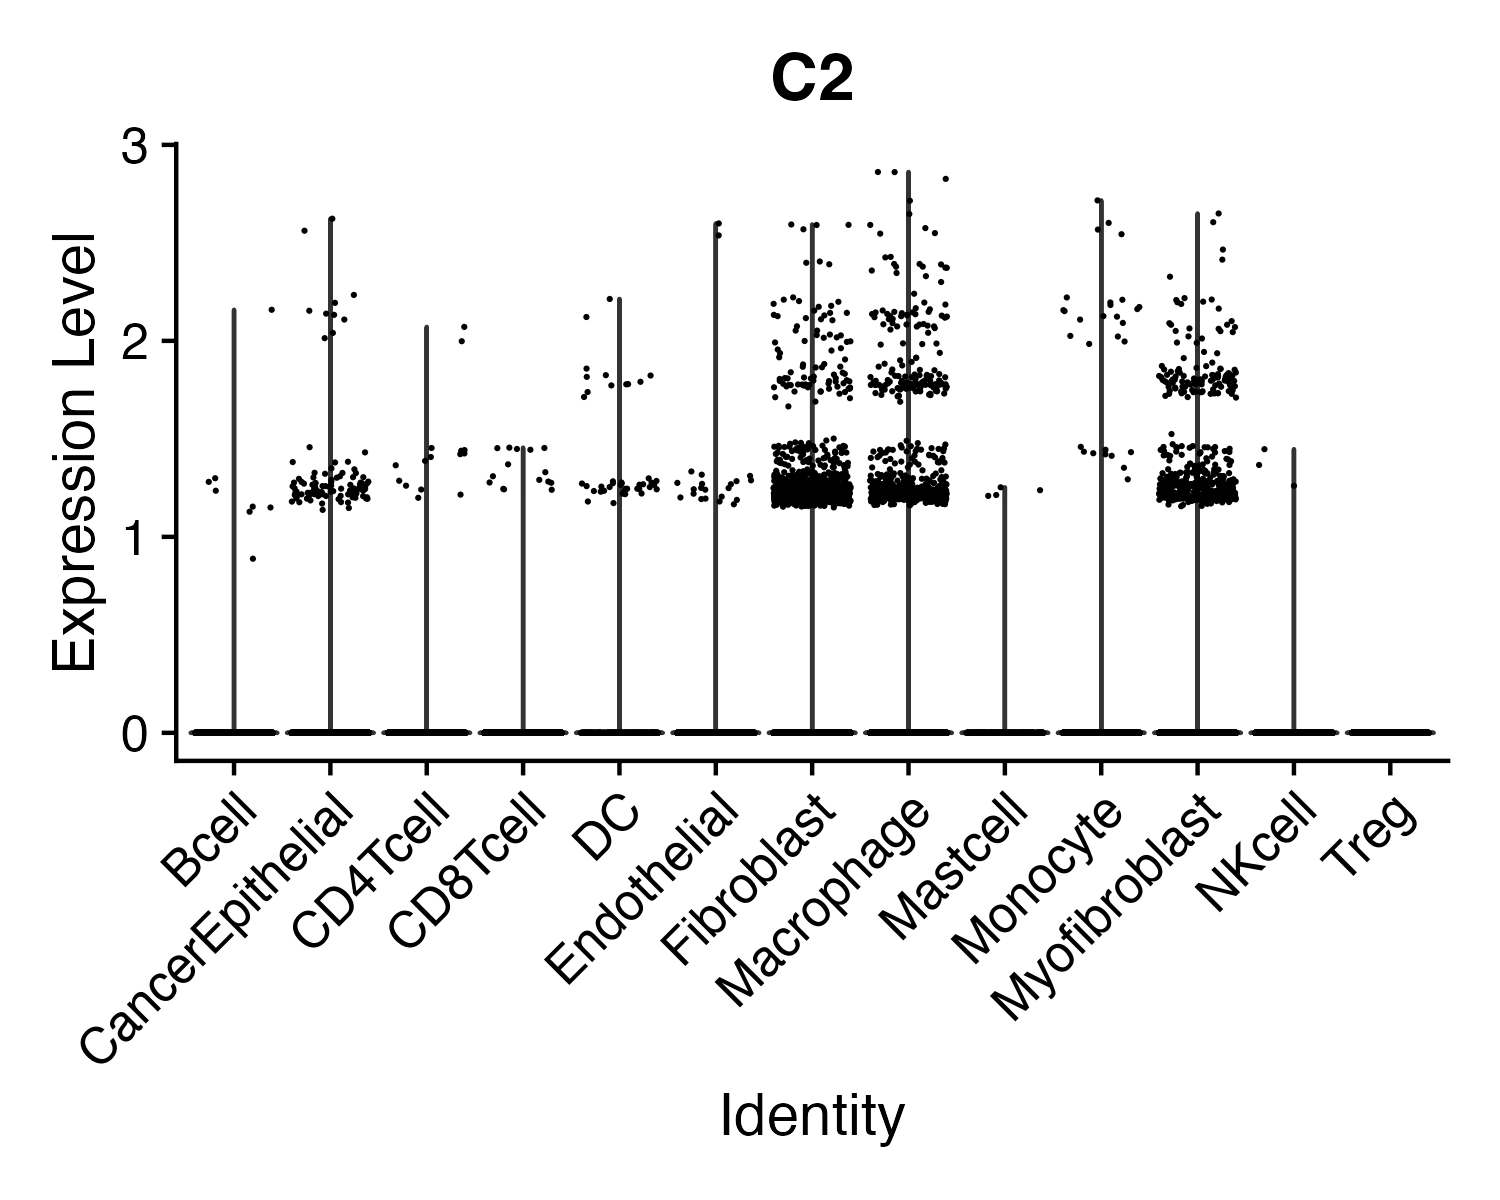 C2
Expression Level
3
2
1
0
Bcell
CancerEpithelial
CD4Tcell
CD8Tcell
DC
Endothelial
Fibroblast
Macrophage
Mastcell
Monocyte
Myofibroblast
NKcell
Treg
Identity